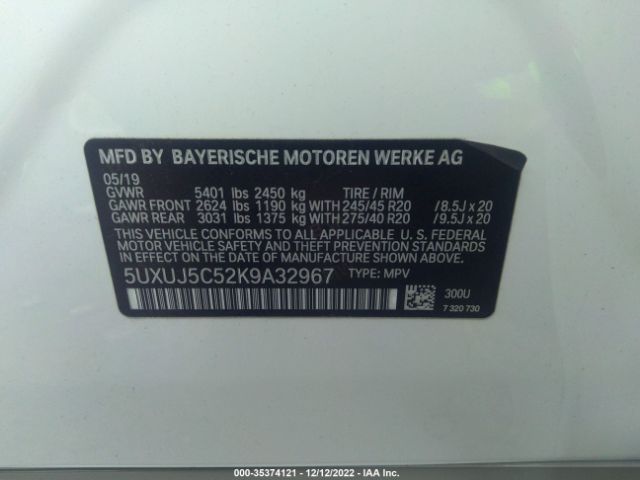 MFD BY BAYERISCHE MOTOREN WERKE AG
05/19
GVWR 5401 lbs 2450 kg TIRE / RIM
GAWR FRONT 2624 lbs 1190 kg WITH 245/45 R20 /8.5J x 20
GAWR REAR 3031 lbs 1375 kg WITH 275/40 R20 /9.5J x 20
THIS VEHICLE CONFORMS TO ALL APPLICABLE U. S. FEDERAL
MOTOR VEHICLE SAFETY AND THEFT PREVENTION STANDARDS
IN EFFECT ON THE DATE OF MANUFACTURE SHOWN ABOVE.
5UXUJ5C52K9A32967 TYPE: MPV
300U
7 320 730
000-35374121 - 12/12/2022 - IAA Inc.